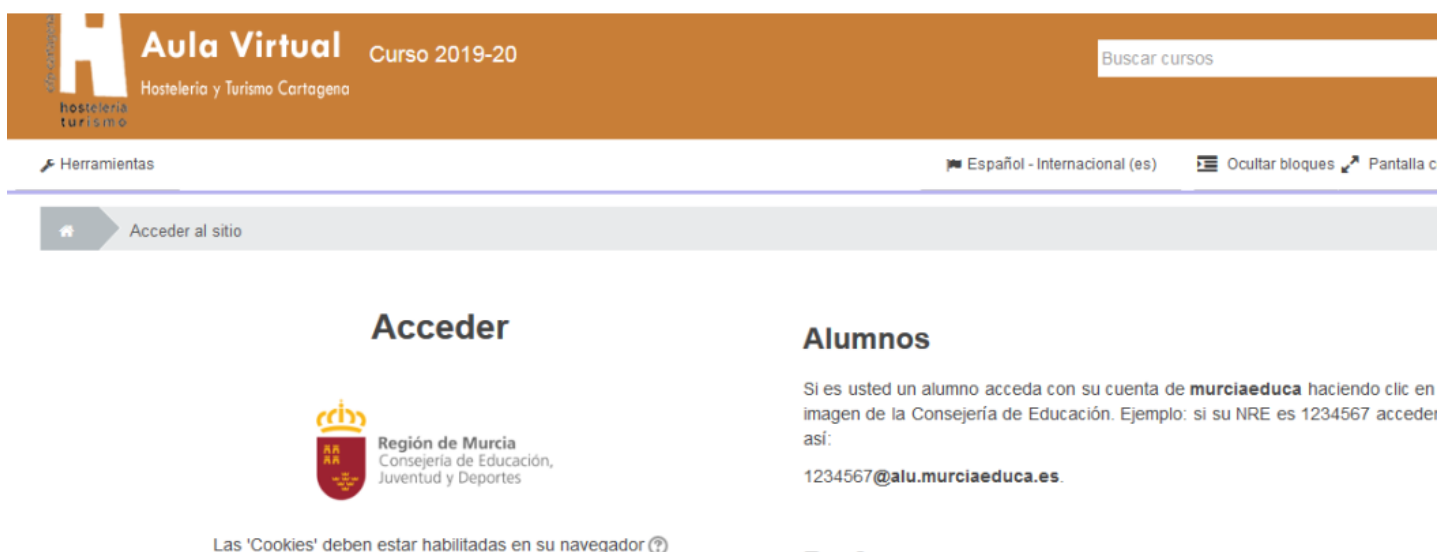 Aula Virtual
Curso 2019-20
Buscar cursos
Hosteleria y Turismo Cartagena
hosteleria
turismo
Herramientas
Español - Internacional (es)
Ocultar bloques
Pantalla c
Acceder al sitio
Acceder
Región de Murcia
Consejería de Educación,
Juventud y Deportes
Las 'Cookies' deben estar habilitadas en su navegador
Alumnos
Si es usted un alumno acceda con su cuenta de murciaeduca haciendo clic en
imagen de la Consejería de Educación. Ejemplo: si su NRE es 1234567 acceder
así:
1234567@alu.murciaeduca.es.